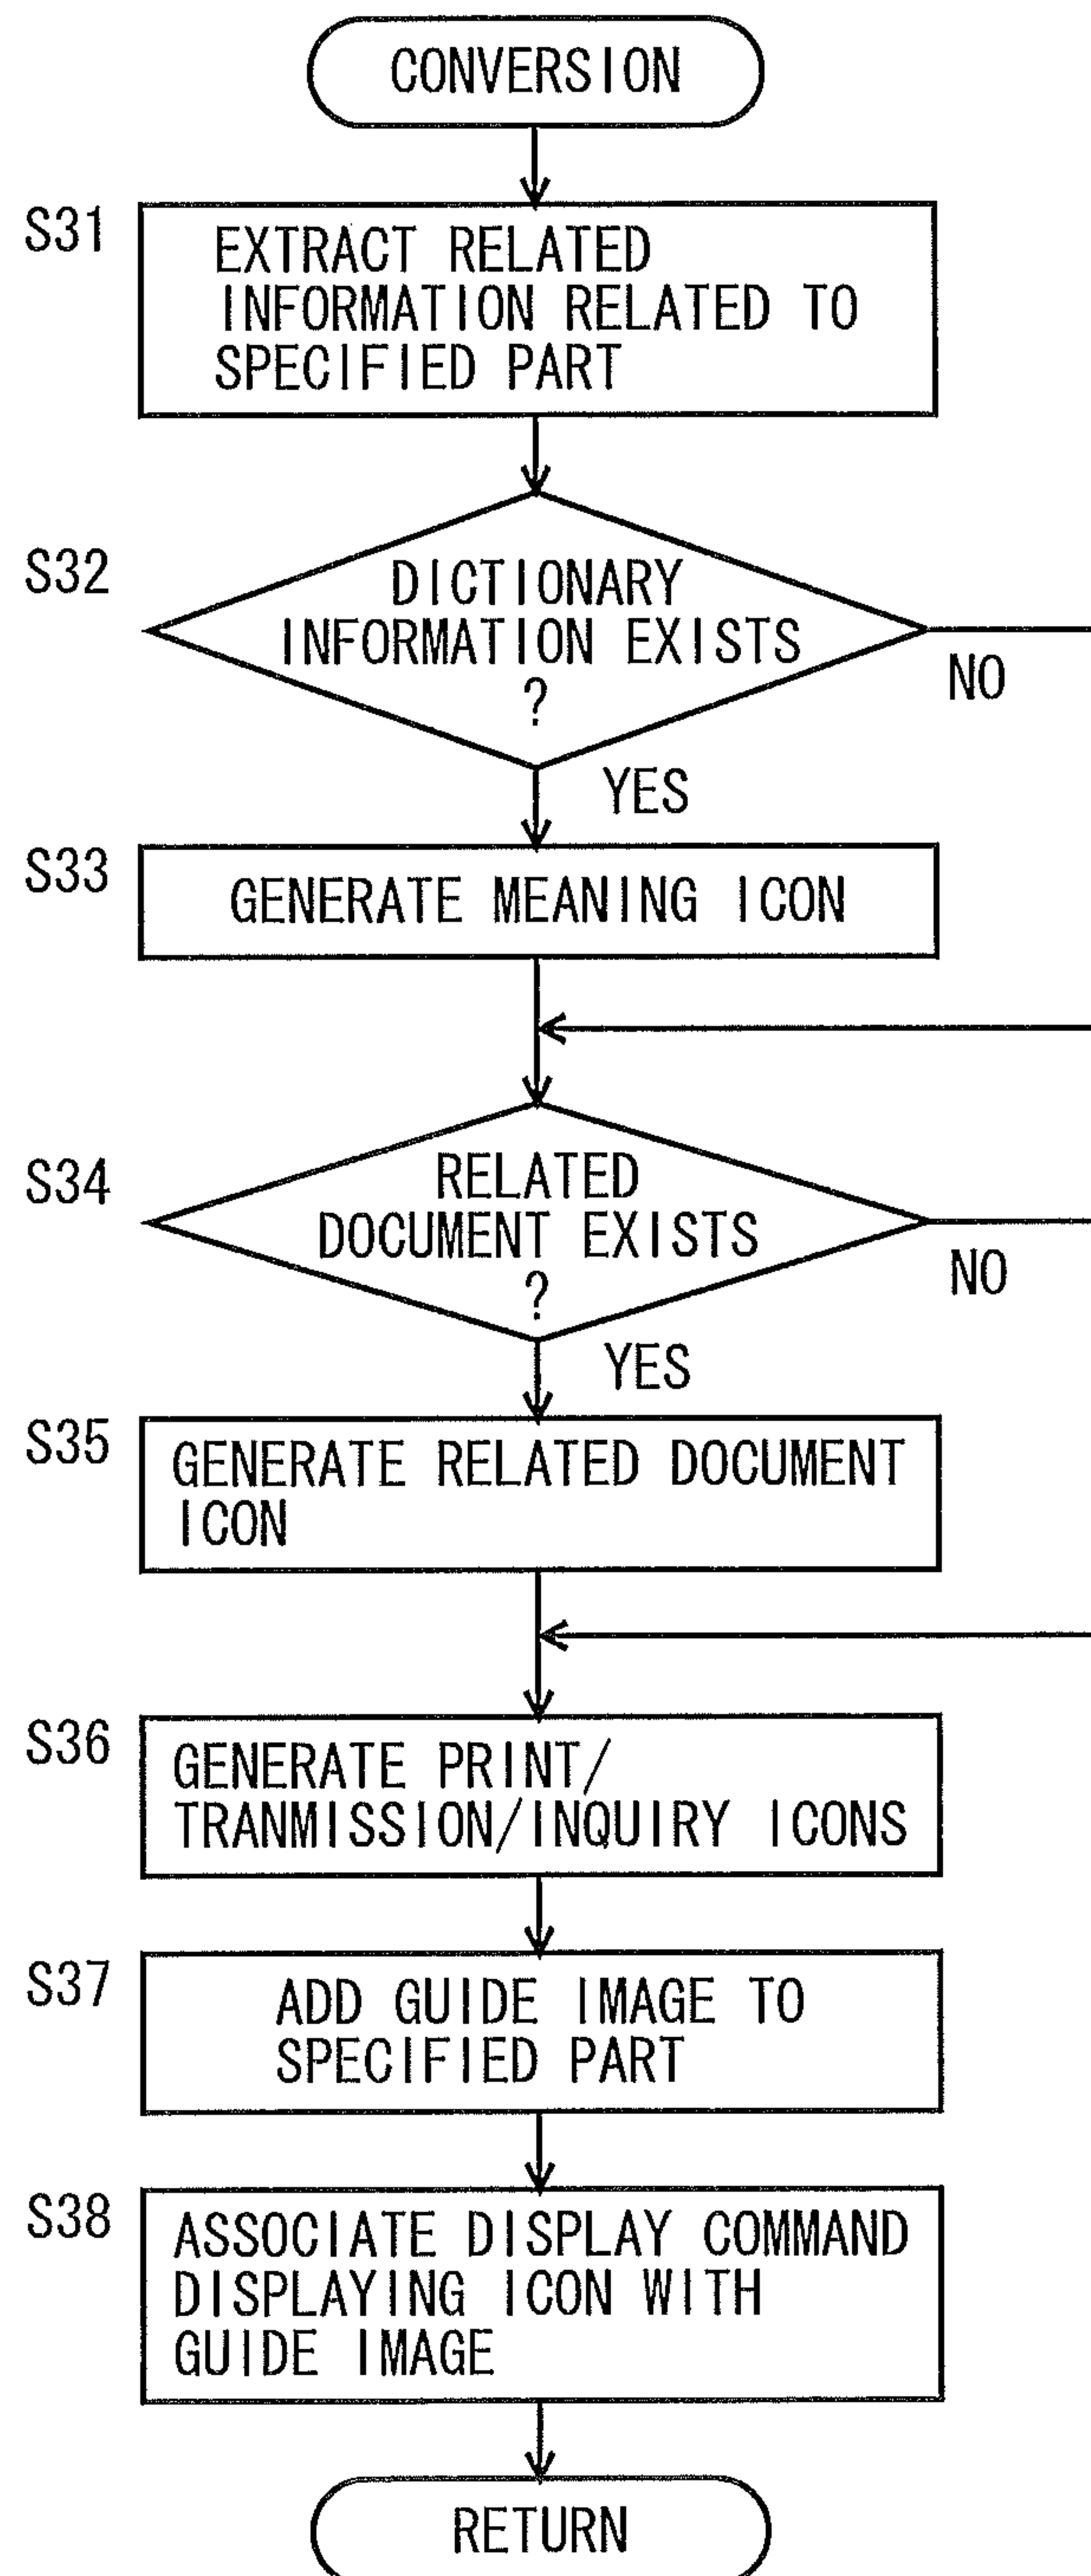 CONVERSION
S31
EXTRACT RELATED
INFORMATION RELATED TO
SPECIFIED PART
S32
DICTIONARY
INFORMATION EXISTS
?
NO
YES
S33
GENERATE MEANING ICON
S34
RELATED
DOCUMENT EXISTS
?
NO
YES
S35
GENERATE RELATED DOCUMENT
ICON
S36
GENERATE PRINT/
TRANMISSION/INQUIRY ICONS
S37
ADD GUIDE IMAGE TO
SPECIFIED PART
S38
ASSOCIATE DISPLAY COMMAND
DISPLAYING ICON WITH
GUIDE IMAGE
RETURN